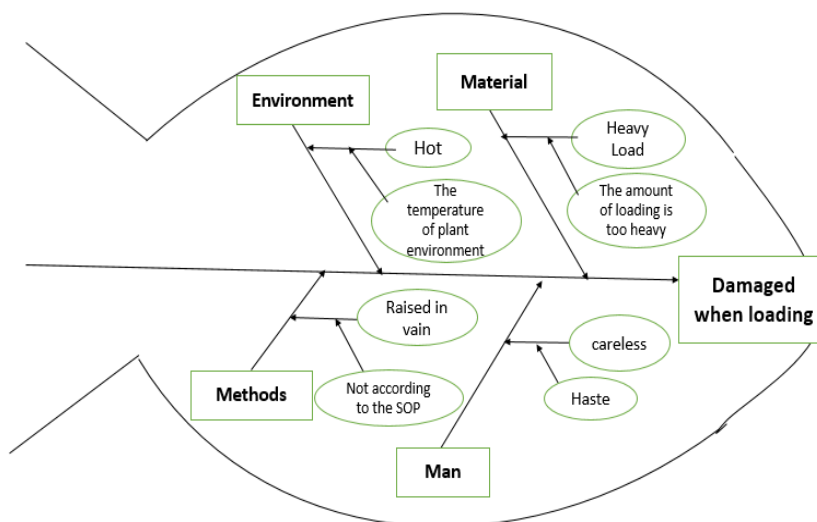 Environment
Material
Hot
Heavy
Load
The
temperature
of plant
environment
The amount
of loading is
too heavy
Damaged
when loading
Raised in
vain
careless
Methods
Not according
to the SOP
Haste
Man